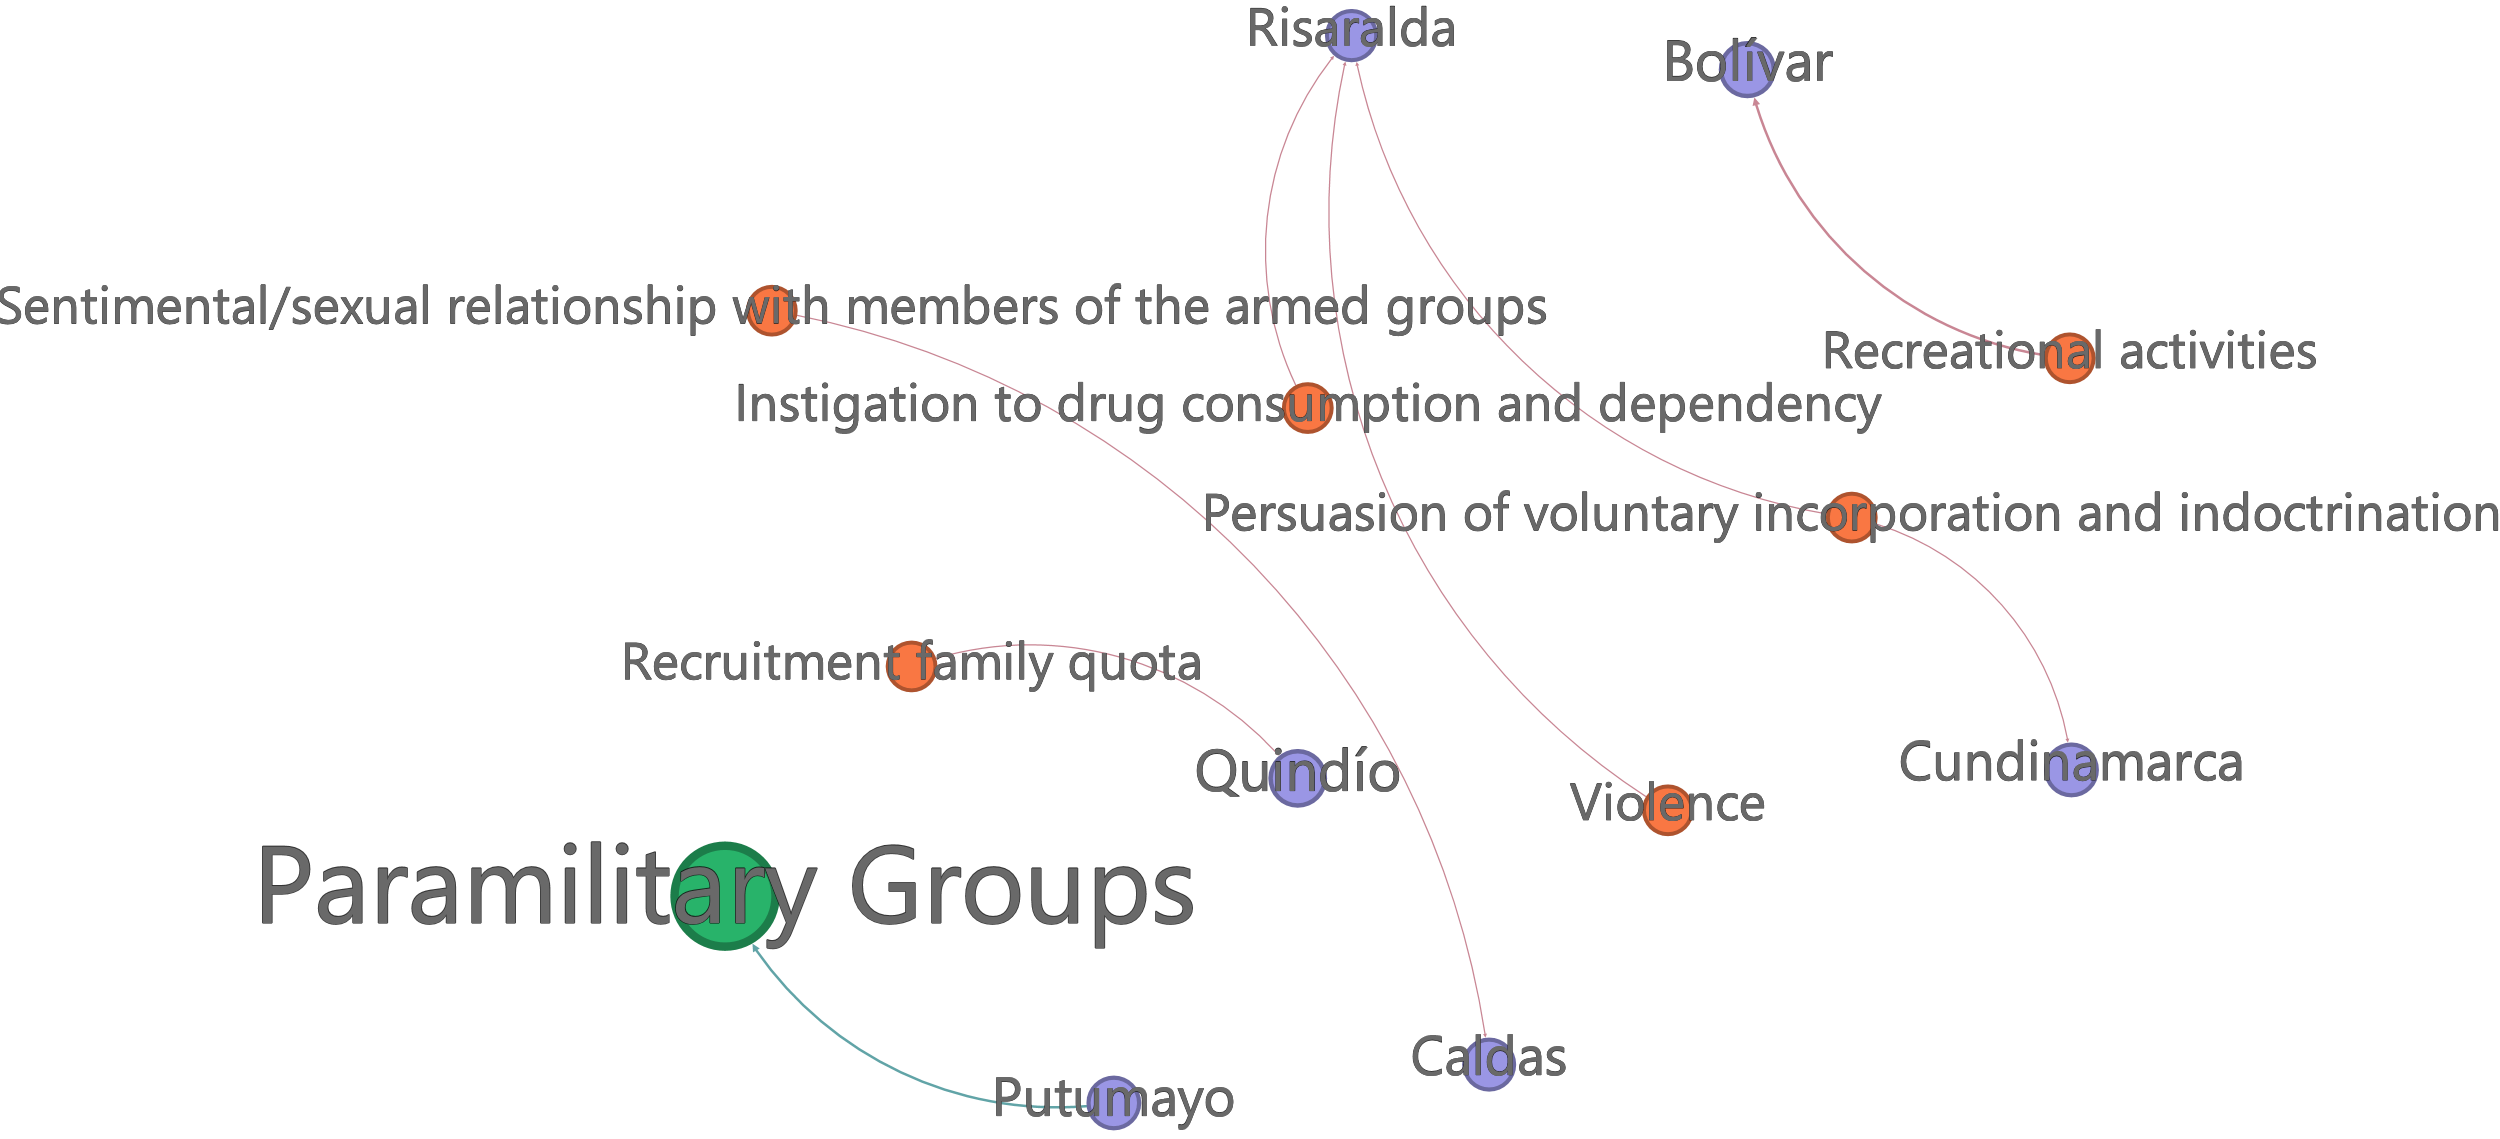 Risaralda
Bolívar
Sentimental/sexual relationship with members of the armed groups
Recreational activities
Instigation to drug consumption and dependency
Persuasion of voluntary incorporation and indoctrination
Recruitment family quota
Quindío
Cundinamarca
Violence
Paramilitary Groups
Caldas
Putumayo